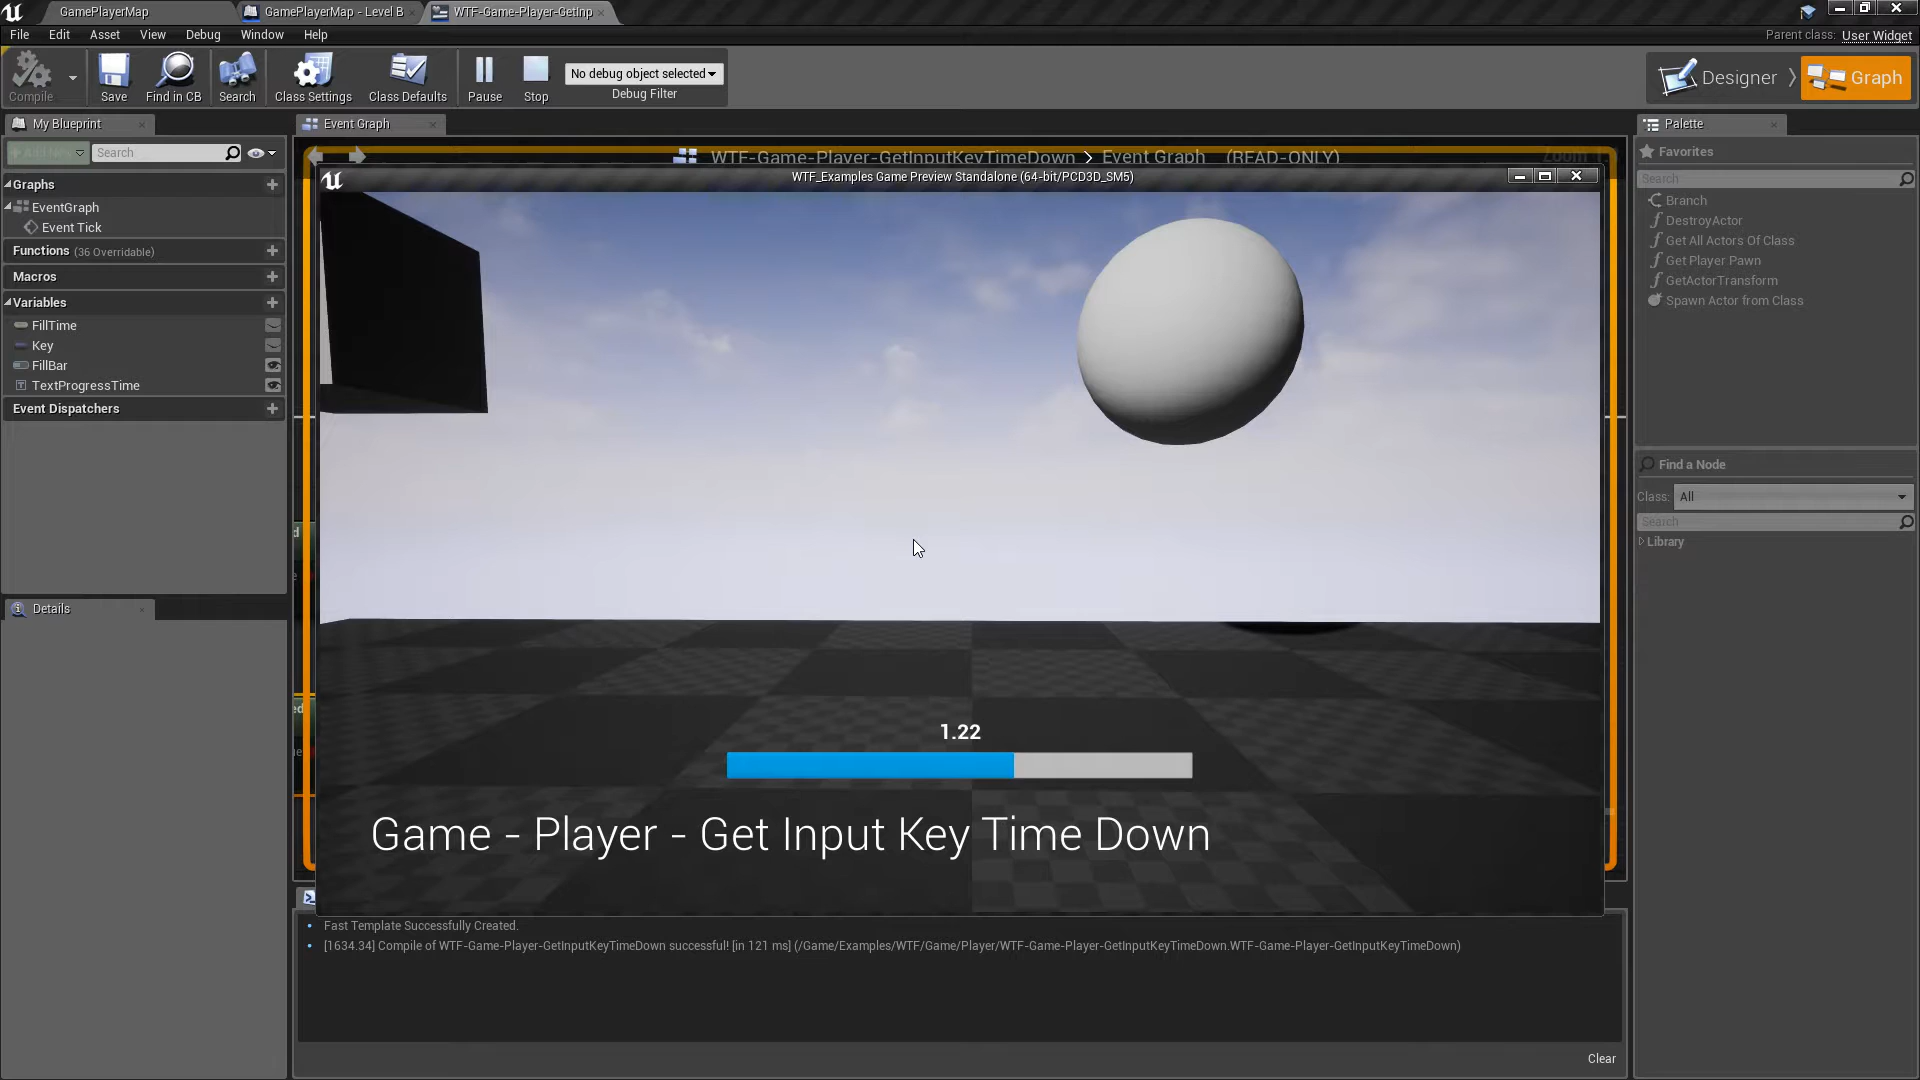 GamePlayerMap
GamePlayerMap - Level B
WTF-Game-Player-GetInp
File Edit Asset View Debug Window Help
Parent class: User Widget
Compile
Save
Find in CB
Search
Class Settings
Class Defaults
Pause
Stop
No debug object selected
Debug Filter
Designer
Graph
My Blueprint
Event Graph
Palette
Add New
Search
WTF-Game-Player-GetInputKeyTimeDown > Event Graph (READ-ONLY)
WTF_Examples Game Preview Standalone (64-bit/PCD3D_SM5)
Graphs
EventGraph
Event Tick
Functions (36 Overridable)
Macros
Variables
FillTime
Key
FillBar
TextProgressTime
Event Dispatchers
Details
1.22
Game - Player - Get Input Key Time Down
Favorites
Search
Branch
DestroyActor
Get All Actors Of Class
Get Player Pawn
GetActorTransform
Spawn Actor from Class
Find a Node
Class: All
Search
Library
Fast Template Successfully Created.
[1634.34] Compile of WTF-Game-Player-GetInputKeyTimeDown successful! [in 121 ms] (/Game/Examples/WTF/Game/Player/WTF-Game-Player-GetInputKeyTimeDown.WTF-Game-Player-GetInputKeyTimeDown)
Clear